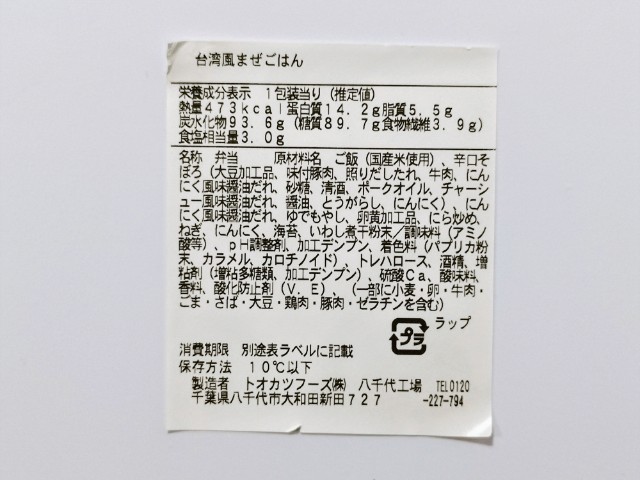 台湾風まぜごはん
栄養成分表示 1包装当り(推定値)
熱量473kcal蛋白質14.2g脂質5.5g
炭水化物93.6g(糖質89.7g食物繊維3.9g)
食塩相当量3.0g
名称 弁当 原材料名 ご飯(国産米使用)、辛口そ
ぼろ(大豆加工品、味付豚肉、照りだしたれ、牛肉、にん
にく風味醤油だれ、砂糖、清酒、ポークオイル、チャーシ
ュー風味醤油だれ、醤油、とうがらし、にんにく)、にん
にく風味醤油だれ、ゆでもやし、卵黄加工品、にら炒め、
ねぎ、にんにく、海苔、いわし煮干粉末/調味料(アミノ
酸等)、pH調整剤、加工デンプン、着色料(パプリカ粉
末、カラメル、カロチノイド)、トレハロース、酒精、増
粘剤(増粘多糖類、加工デンプン)、硫酸Ca、酸味料、
香料、酸化防止剤(V.E)、(一部に小麦・卵・牛肉・
ごま・さば・大豆・鶏肉・豚肉・ゼラチンを含む)
プラ ラップ
消費期限 別途表ラベルに記載
保存方法 10℃以下
製造者 トオカツフーズ㈱ 八千代工場 TEL0120
千葉県八千代市大和田新田727 -227-794